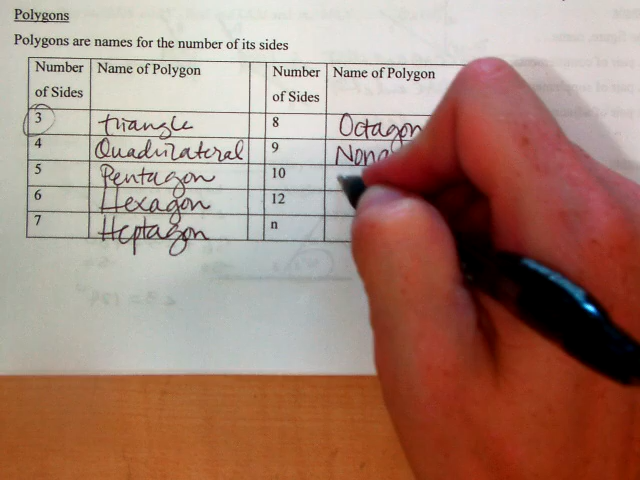 Polygons
Polygons are names for the number of its sides
Number of Sides Name of Polygon Number of Sides Name of Polygon
3 triangle 8 Octagon
4 Quadrilateral 9 Nona
5 Pentagon 10
6 Hexagon 12
7 Heptagon n